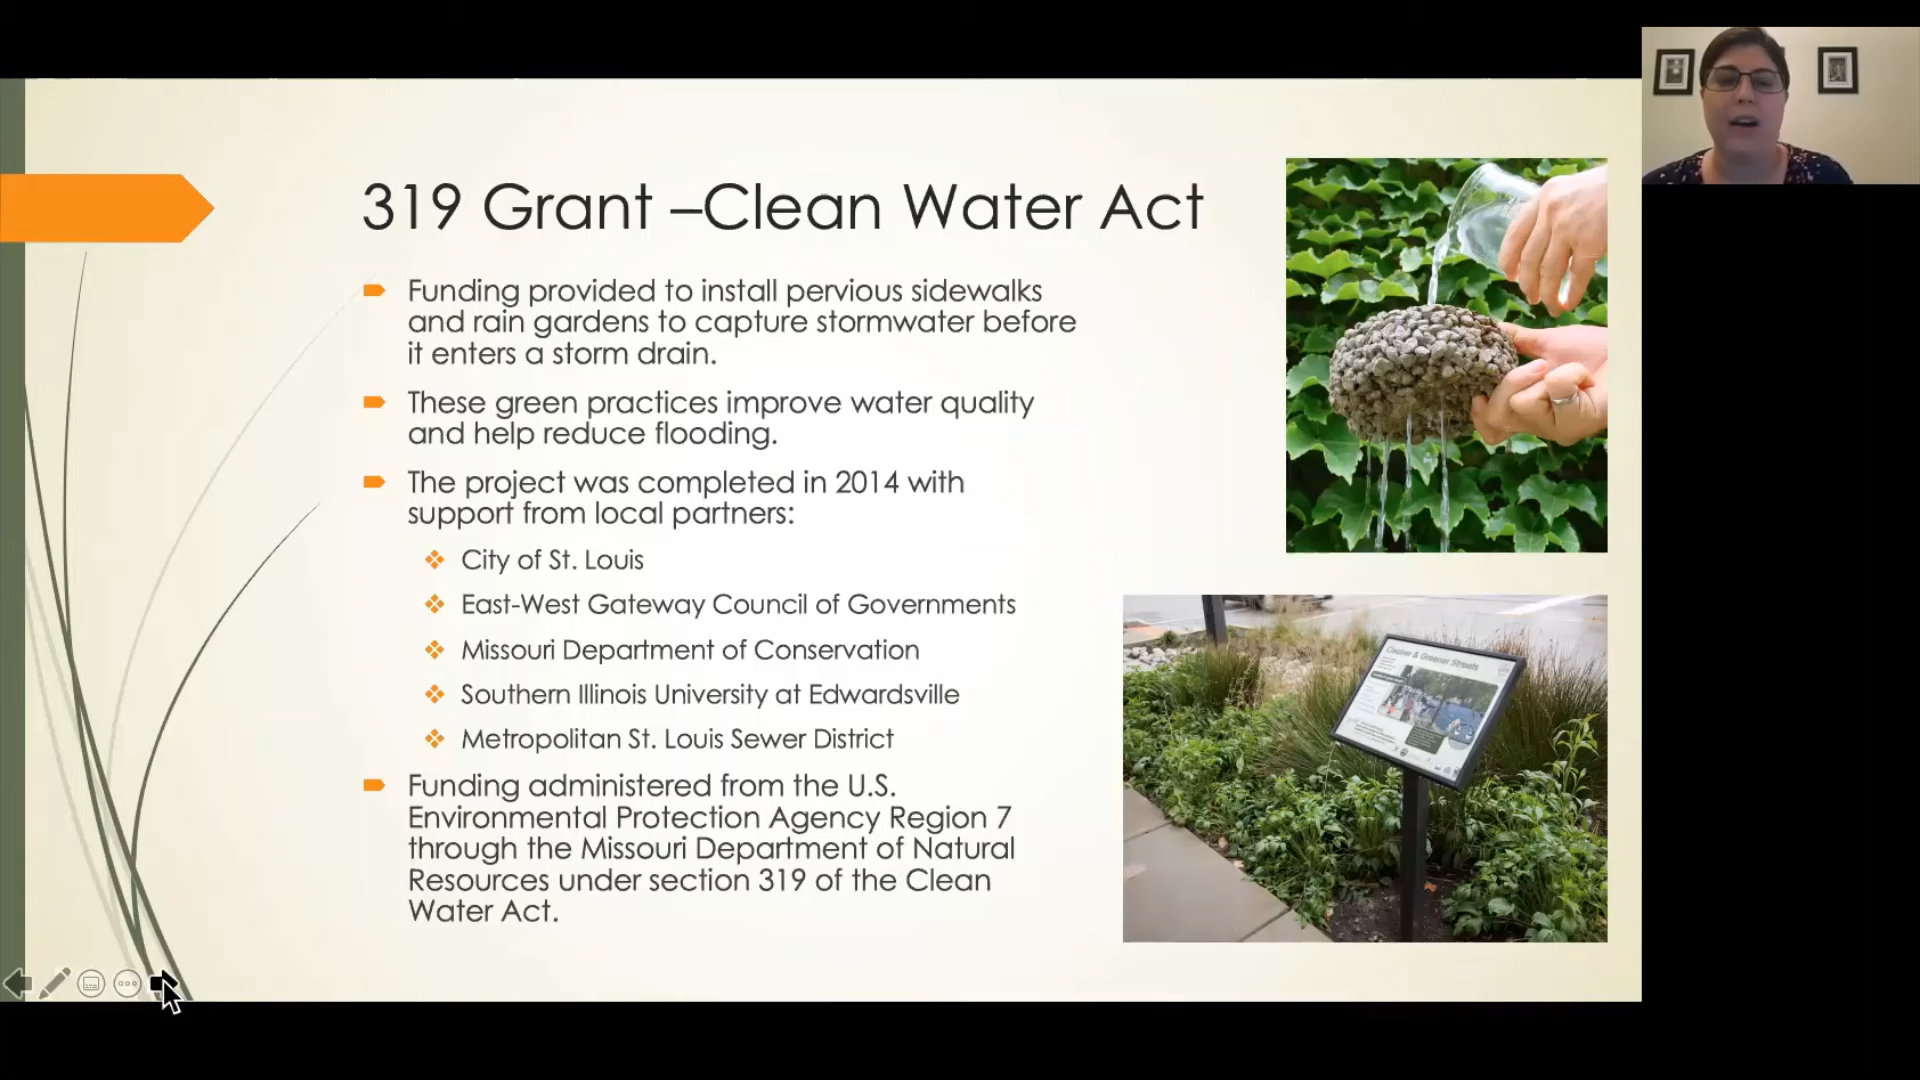 319 Grant –Clean Water Act
Funding provided to install pervious sidewalks
and rain gardens to capture stormwater before
it enters a storm drain.
These green practices improve water quality
and help reduce flooding.
The project was completed in 2014 with
support from local partners:
City of St. Louis
East-West Gateway Council of Governments
Missouri Department of Conservation
Southern Illinois University at Edwardsville
Metropolitan St. Louis Sewer District
Funding administered from the U.S.
Environmental Protection Agency Region 7
through the Missouri Department of Natural
Resources under section 319 of the Clean
Water Act.
Cleaner & Greener Streets